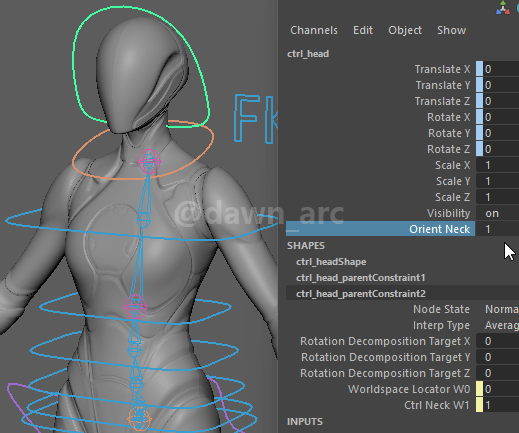 Channels Edit Object Show
ctrl_head
Translate X 0
Translate Y 0
Translate Z 0
Rotate X 0
Rotate Y 0
Rotate Z 0
Scale X 1
Scale Y 1
Scale Z 1
Visibility on
Orient Neck 1
SHAPES
ctrl_headShape
ctrl_head_parentConstraint1
ctrl_head_parentConstraint2
Node State Norma
Interp Type Averag
Rotation Decomposition Target X 0
Rotation Decomposition Target Y 0
Rotation Decomposition Target Z 0
Worldspace Locator W0 0
Ctrl Neck W1 1
INPUTS
FK
@dawn_arc